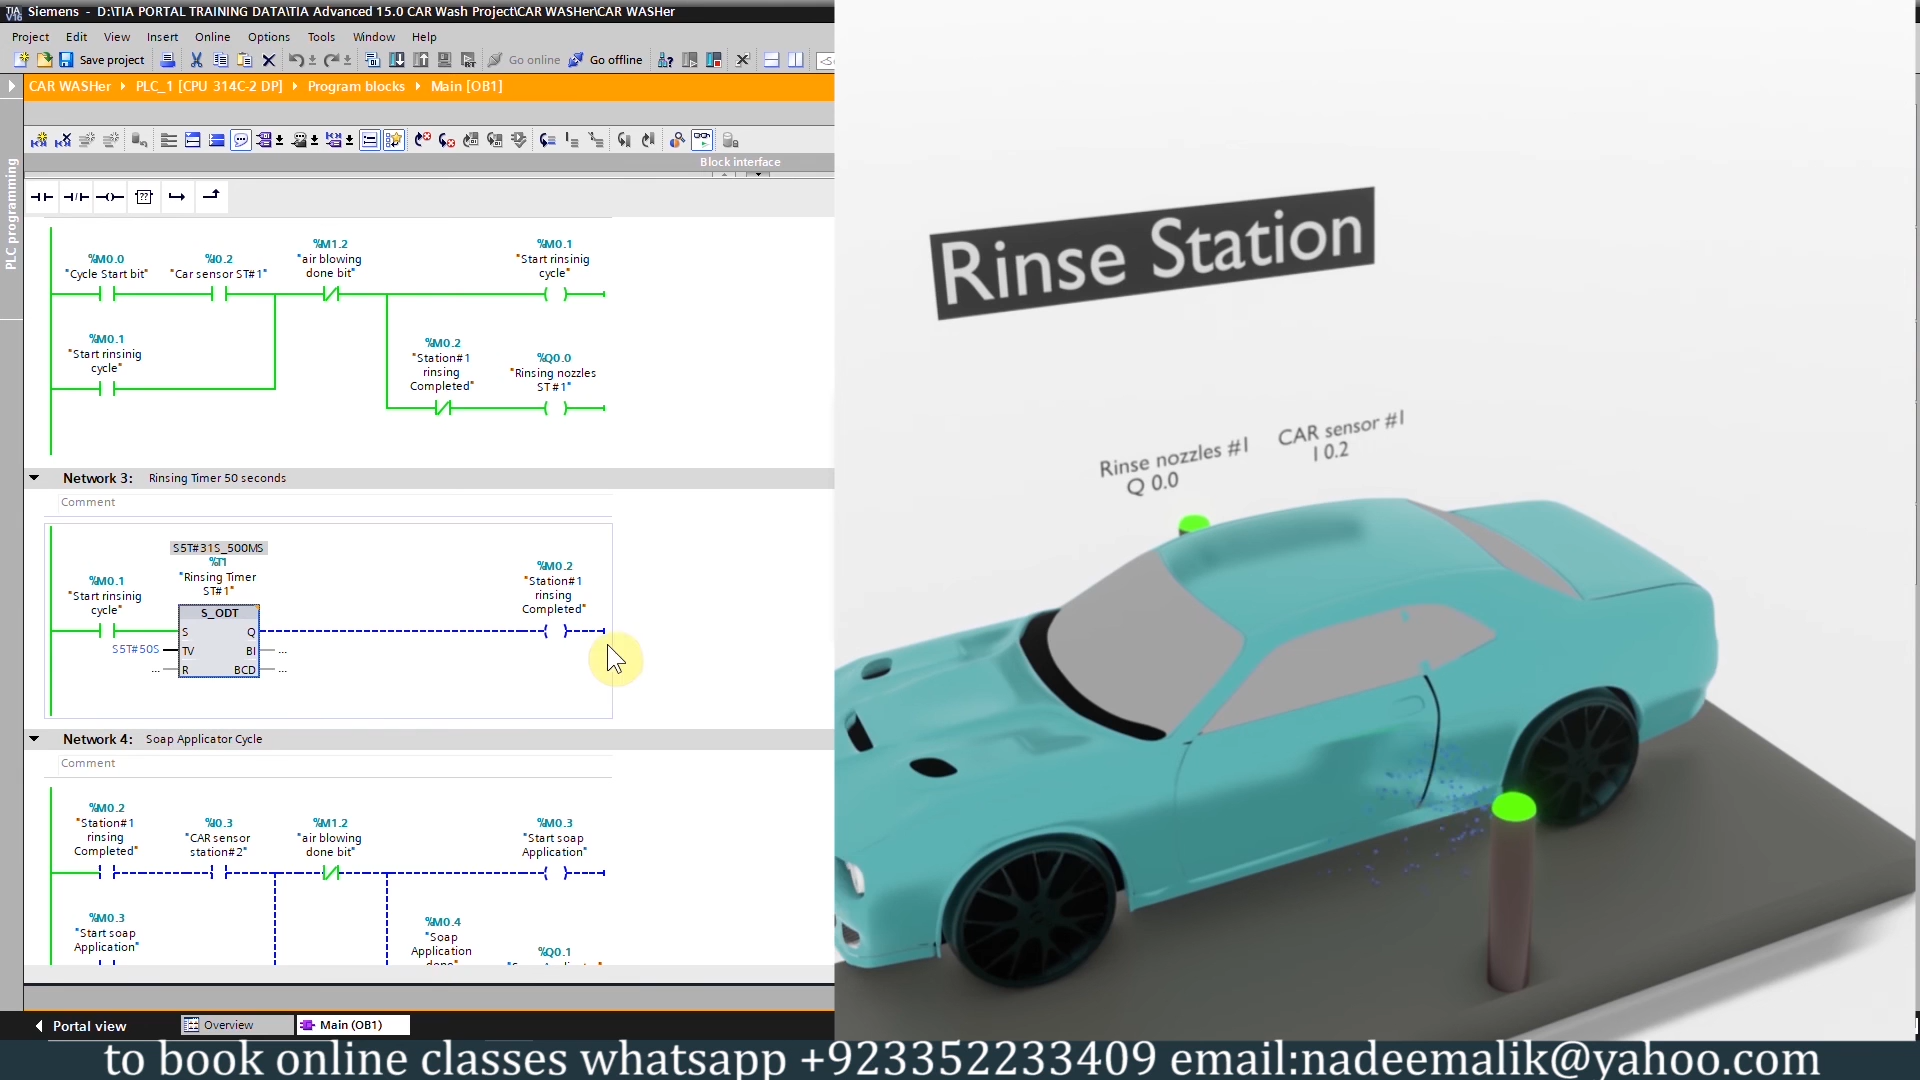 TIA V16 Siemens - D:\TIA PORTAL TRAINING DATA\TIA Advanced 15.0 CAR Wash Project\CAR WASHer\CAR WASHer
Project Edit View Insert Online Options Tools Window Help
Save project Go online Go offline
CAR WASHer PLC_1 [CPU 314C-2 DP] Program blocks Main [OB1]
PLC programming
Block interface
??
%M0.0
"Cycle Start bit"
%I0.2
"Car sensor ST#1"
%M1.2
"air blowing
done bit"
%M0.1
"Start rinsinig
cycle"
%M0.1
"Start rinsinig
cycle"
%M0.2
"Station#1
rinsing
Completed"
%Q0.0
"Rinsing nozzles
ST#1"
Network 3: Rinsing Timer 50 seconds
Comment
S5T#31S_500MS
%T1
"Rinsing Timer
ST#1"
%M0.1
"Start rinsinig
cycle"
%M0.2
"Station#1
rinsing
Completed"
S_ODT
S Q
S5T#50S TV BI ...
... R BCD ...
Network 4: Soap Applicator Cycle
Comment
%M0.2
"Station#1
rinsing
Completed"
%I0.3
"CAR sensor
station#2"
%M1.2
"air blowing
done bit"
%M0.3
"Start soap
Application"
%M0.3
"Start soap
Application"
%M0.4
"Soap
Application
%Q0.1
Portal view Overview Main (OB1)
Rinse Station
Rinse nozzles #1
Q 0.0
CAR sensor #1
I 0.2
to book online classes whatsapp +923352233409 email:nadeemalik@yahoo.com